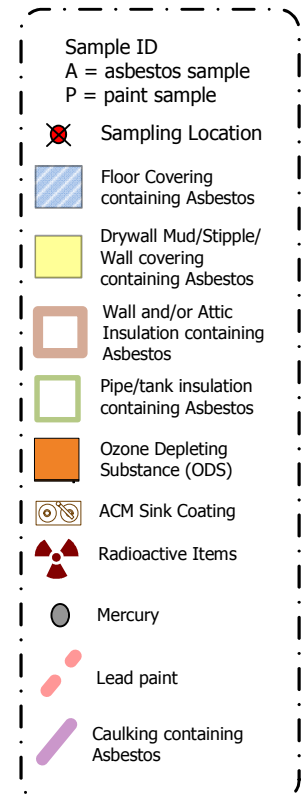 Sample ID
A = asbestos sample
P = paint sample
Sampling Location
Floor Covering
containing Asbestos
Drywall Mud/Stipple/
Wall covering
containing Asbestos
Wall and/or Attic
Insulation containing
Asbestos
Pipe/tank insulation
containing Asbestos
Ozone Depleting
Substance (ODS)
ACM Sink Coating
Radioactive Items
Mercury
Lead paint
Caulking containing
Asbestos